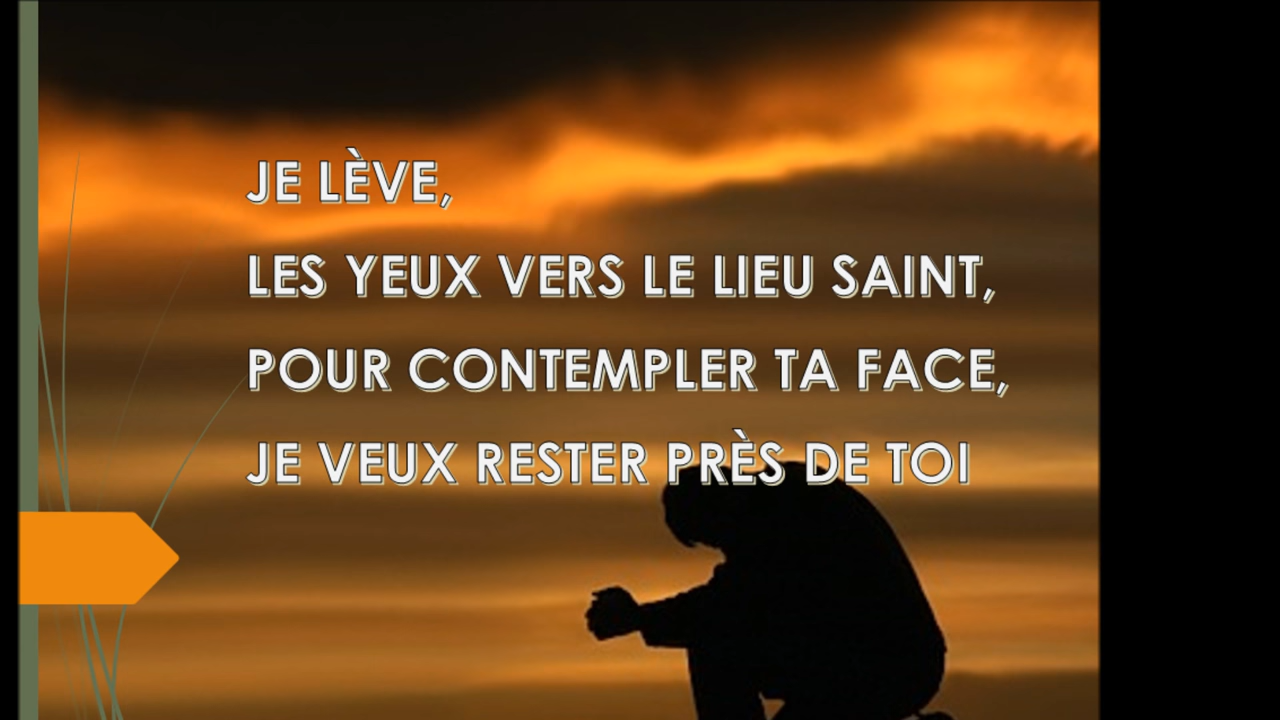 JE LÈVE,
LES YEUX VERS LE LIEU SAINT,
POUR CONTEMPLER TA FACE,
JE VEUX RESTER PRÈS DE TOI